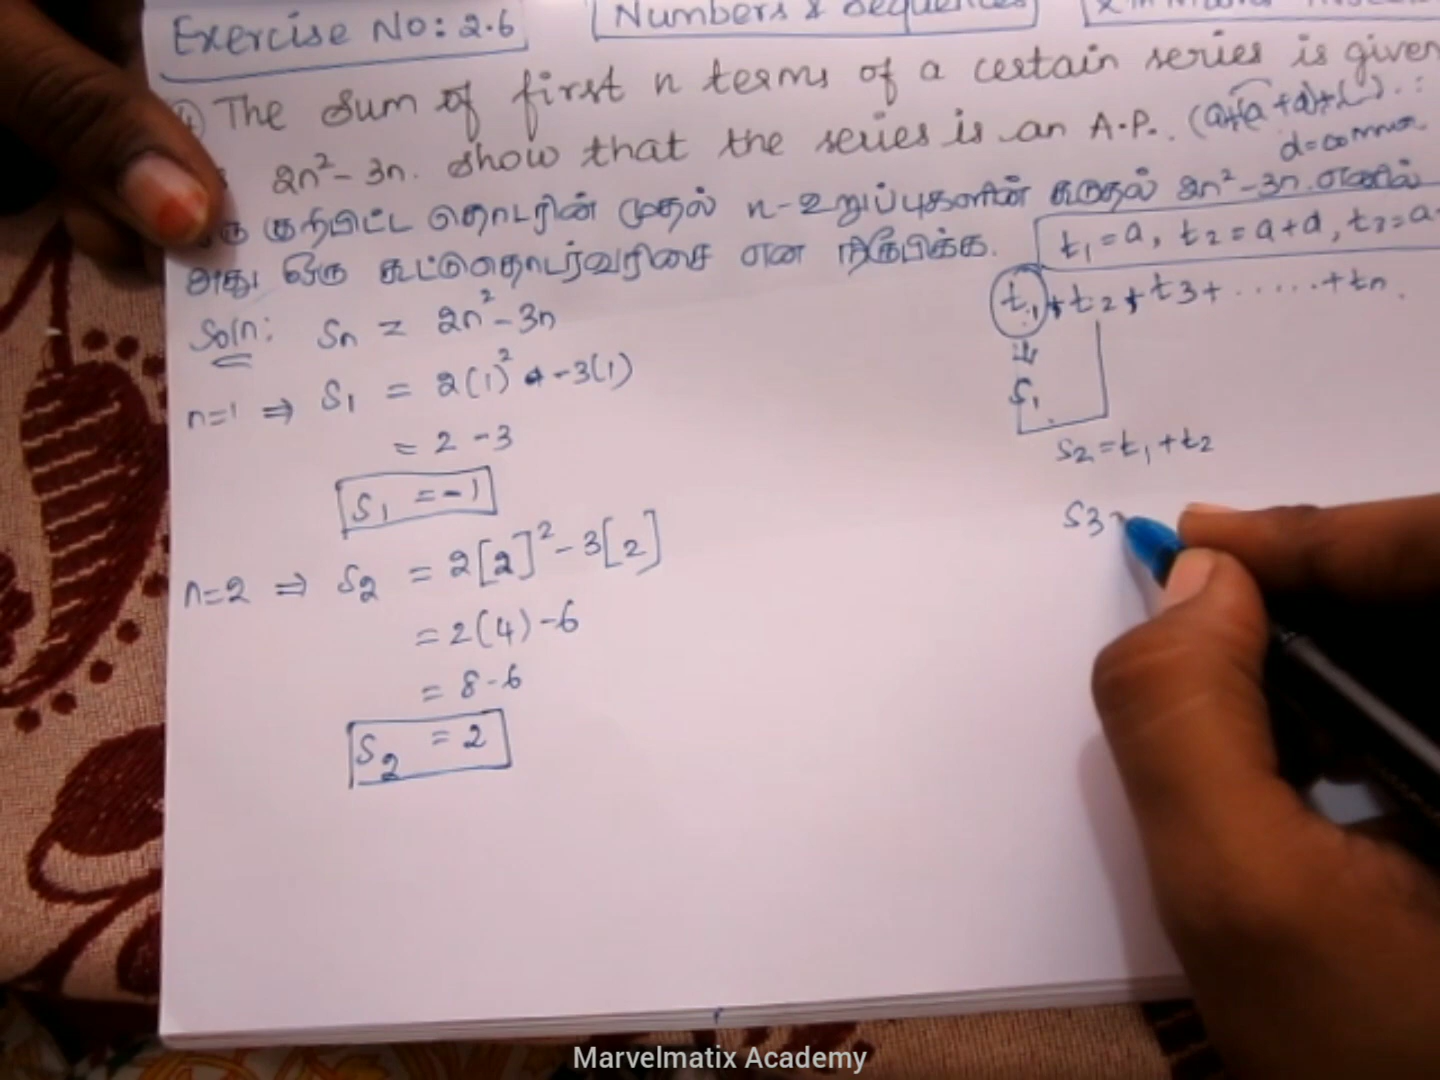 Exercise No: 2.6
Numbers & Sequences
④ The Sum of first n terms of a certain series is given
2n² - 3n. Show that the series is an A.P. (a+(a+d)+(
d=common
குறிப்பிட்ட தொடரின் முதல் n-உறுப்புகளின் கூடுதல் 2n² - 3n எனில்
அது ஒரு கூட்டுதொடர்வரிசை என நிரூபிக்க.
t₁ = a, t₂ = a+d, t₃ = a
t₁ + t₂ + t₃ + ...... + tn.
S₁
S₂ = t₁ + t₂
S₃
Soln: Sn = 2n² - 3n
n=1 ⇒ S₁ = 2(1)² - 3(1)
= 2 - 3
S₁ = -1
n=2 ⇒ S₂ = 2[2]² - 3[2]
= 2(4) - 6
= 8 - 6
S₂ = 2
Marvelmatix Academy